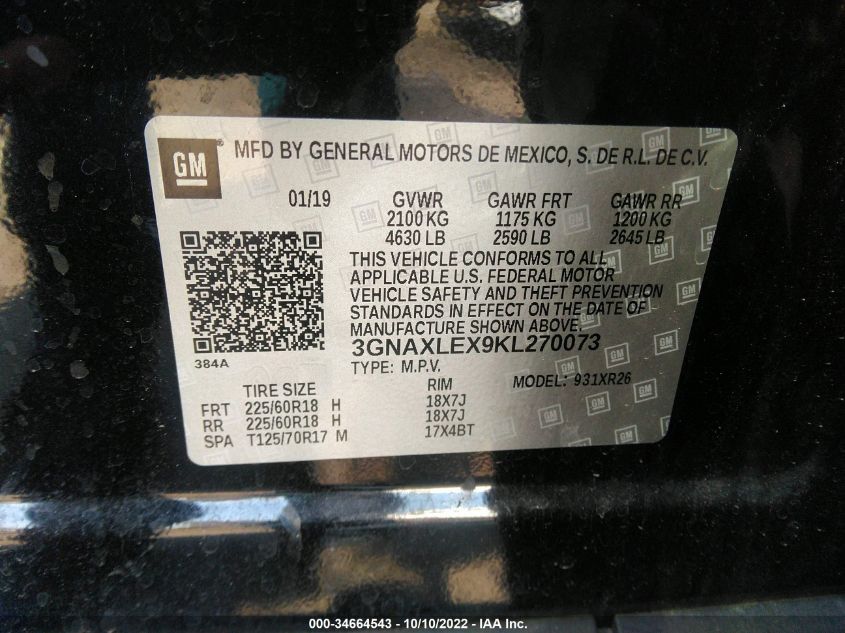 GM ® MFD BY GENERAL MOTORS DE MEXICO, S. DE R.L. DE C.V.
01/19 GVWR GAWR FRT GAWR RR
2100 KG 1175 KG 1200 KG
4630 LB 2590 LB 2645 LB
THIS VEHICLE CONFORMS TO ALL
APPLICABLE U.S. FEDERAL MOTOR
VEHICLE SAFETY AND THEFT PREVENTION
STANDARDS IN EFFECT ON THE DATE OF
MANUFACTURE SHOWN ABOVE.
3GNAXLEX9KL270073
384A TYPE: M.P.V. MODEL: 931XR26
TIRE SIZE RIM
FRT 225/60R18 H 18X7J
RR 225/60R18 H 18X7J
SPA T125/70R17 M 17X4BT
000-34664543 / 10/10/2022 - IAA Inc.